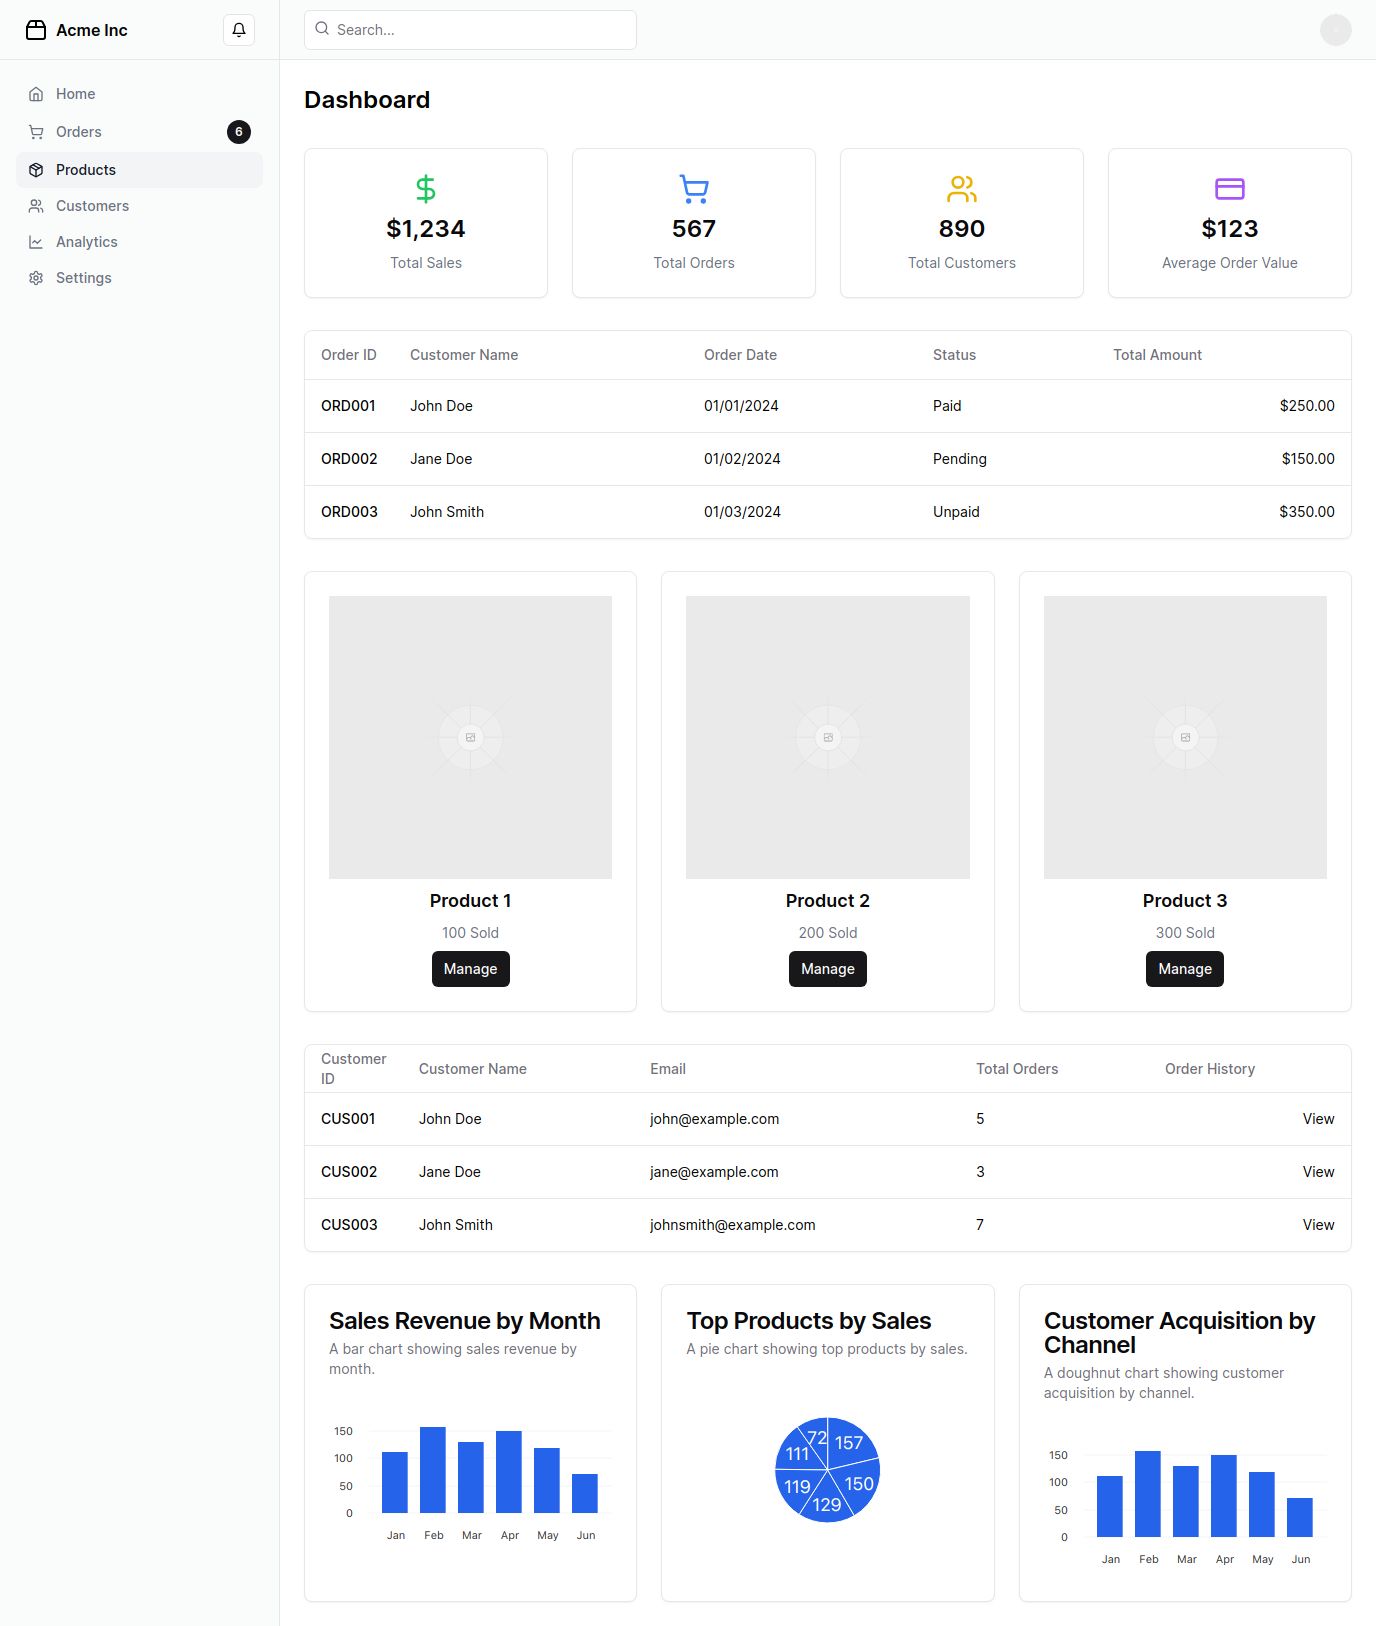 Acme Inc
Search...
Home
Orders 6
Products
Customers
Analytics
Settings
Dashboard
$1,234
Total Sales
567
Total Orders
890
Total Customers
$123
Average Order Value
Order ID Customer Name Order Date Status Total Amount
ORD001 John Doe 01/01/2024 Paid $250.00
ORD002 Jane Doe 01/02/2024 Pending $150.00
ORD003 John Smith 01/03/2024 Unpaid $350.00
Product 1
100 Sold
Manage
Product 2
200 Sold
Manage
Product 3
300 Sold
Manage
Customer
ID Customer Name Email Total Orders Order History
CUS001 John Doe john@example.com 5 View
CUS002 Jane Doe jane@example.com 3 View
CUS003 John Smith johnsmith@example.com 7 View
Sales Revenue by Month
A bar chart showing sales revenue by
month.
150
100
50
0
Jan Feb Mar Apr May Jun
Top Products by Sales
A pie chart showing top products by sales.
72 157
111
150
119
129
Customer Acquisition by
Channel
A doughnut chart showing customer
acquisition by channel.
150
100
50
0
Jan Feb Mar Apr May Jun